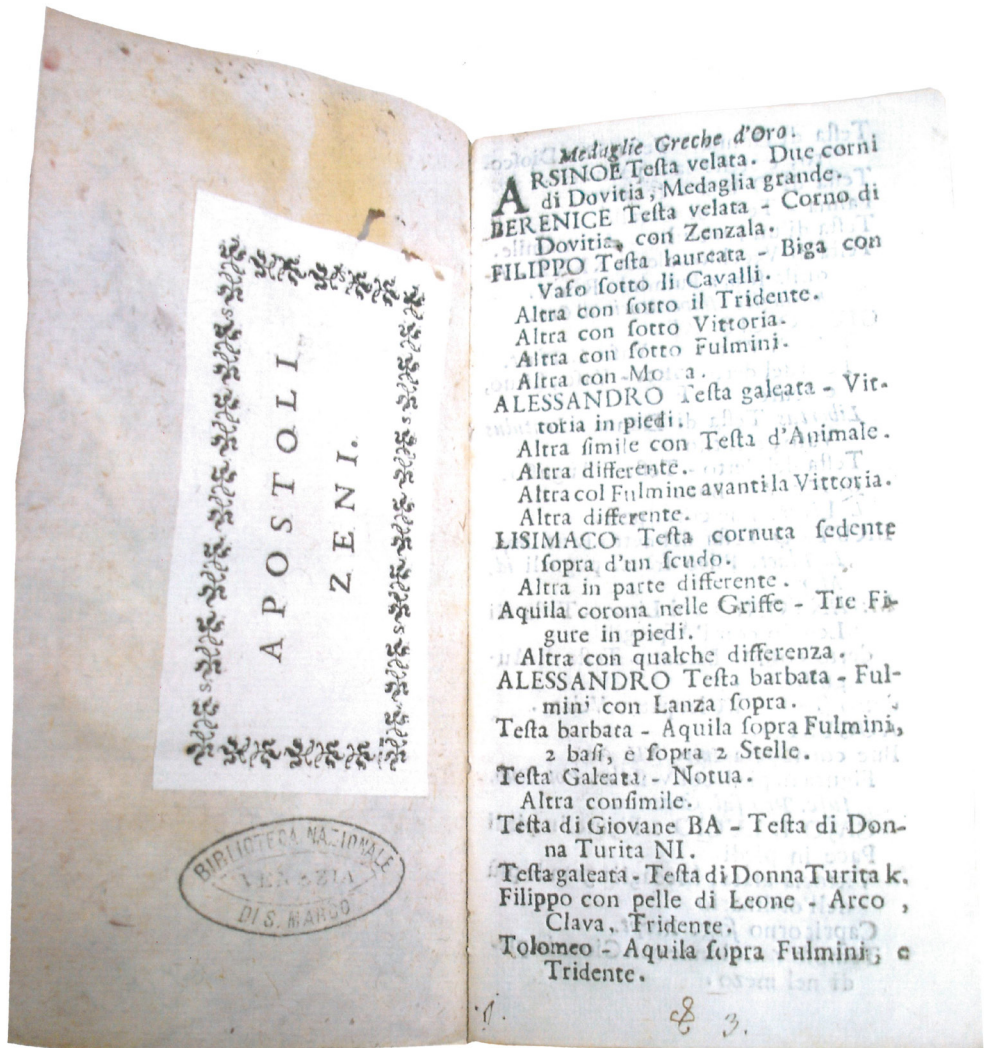 APOSTOLI
ZENI.
BIBLIOTECA NAZIONALE
VENEZIA
DI S. MARCO
Medaglie Greche d'Oro.
ARSINOE Teſta velata. Due corni
di Dovitia, Medaglia grande.
BERENICE Teſta velata - Corno di
Dovitia, con Zenzala.
FILIPPO Teſta laureata - Biga con
Vaſo ſotto li Cavalli.
Altra con ſotto il Tridente.
Altra con ſotto Vittoria.
Altra con ſotto Fulmini.
Altra con
ALESSANDRO Teſta galeata - Vit-
toria in piedi.
Altra ſimile con Teſta d'Animale.
Altra differente.
Altra col Fulmine avanti la Vittoria.
Altra differente.
LISIMACO Teſta cornuta ſedente
ſopra d'un ſcudo.
Altra in parte differente.
Aquila corona nelle Griffe - Tre Fi-
gure in piedi.
Altra con qualche differenza.
ALESSANDRO Teſta barbata - Ful-
mini con Lanza ſopra.
Teſta barbata - Aquila ſopra Fulmini,
2 baſi, e ſopra 2 Stelle.
Teſta Galeata - Notua.
Altra conſimile.
Teſta di Giovane BA - Teſta di Don-
na Turita NI.
Teſta galeata - Teſta di Donna Turita k.
Filippo con pelle di Leone - Arco,
Clava, Tridente.
Tolomeo - Aquila ſopra Fulmini, e
Tridente.
3.